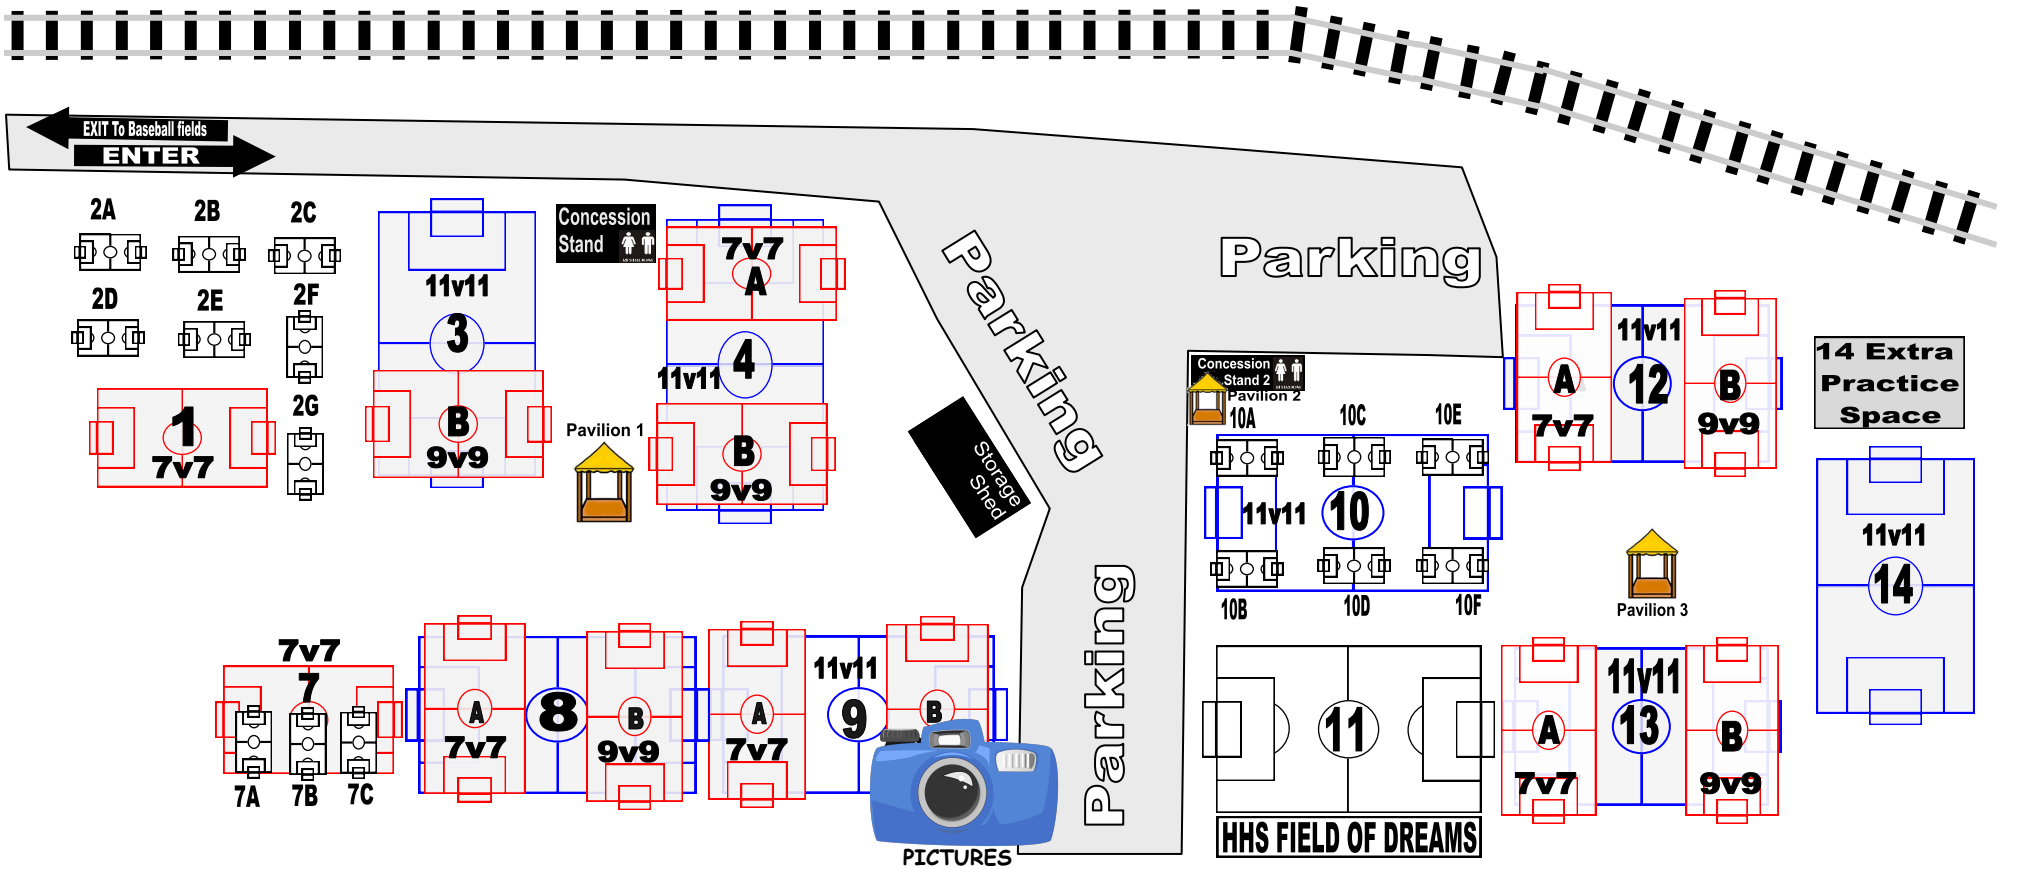 EXIT To Baseball fields
ENTER
2A
2B
2C
2D
2E
2F
2G
1
7v7
11v11
3
B
9v9
Concession
Stand
7v7
A
4
11v11
B
9v9
Pavilion 1
Storage
Shed
Parking
Parking
Parking
Concession
Stand 2
Pavilion 2
10A
10C
10E
11v11
10
10B
10D
10F
11v11
12
A
B
7v7
9v9
14 Extra
Practice
Space
11v11
14
Pavilion 3
7v7
7
7A
7B
7C
A
8
B
7v7
9v9
11v11
A
9
B
7v7
PICTURES
11
HHS FIELD OF DREAMS
11v11
A
13
B
7v7
9v9